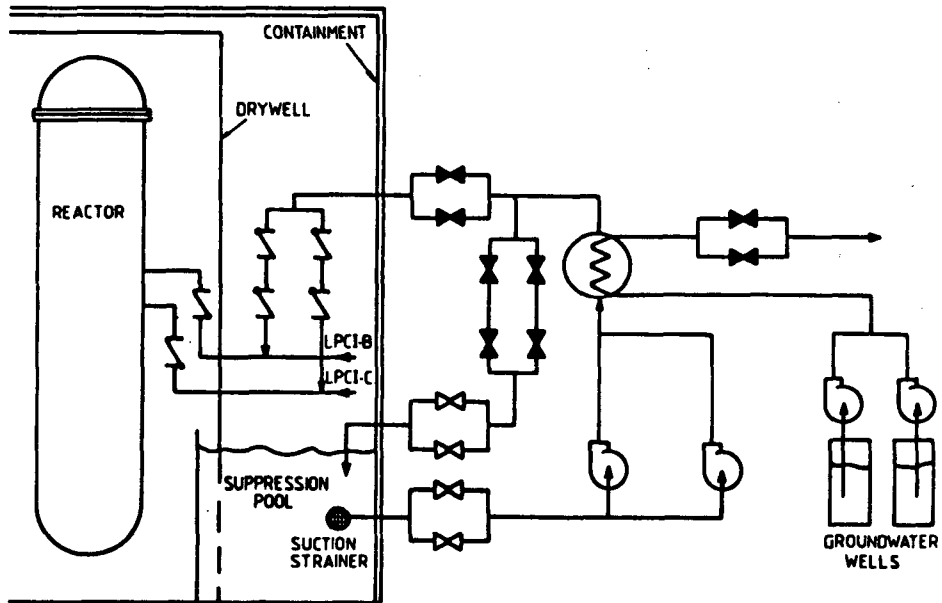 CONTAINMENT
DRYWELL
REACTOR
LPCI-B
LPCI-C
SUPPRESSION
POOL
SUCTION
STRAINER
GROUNDWATER
WELLS